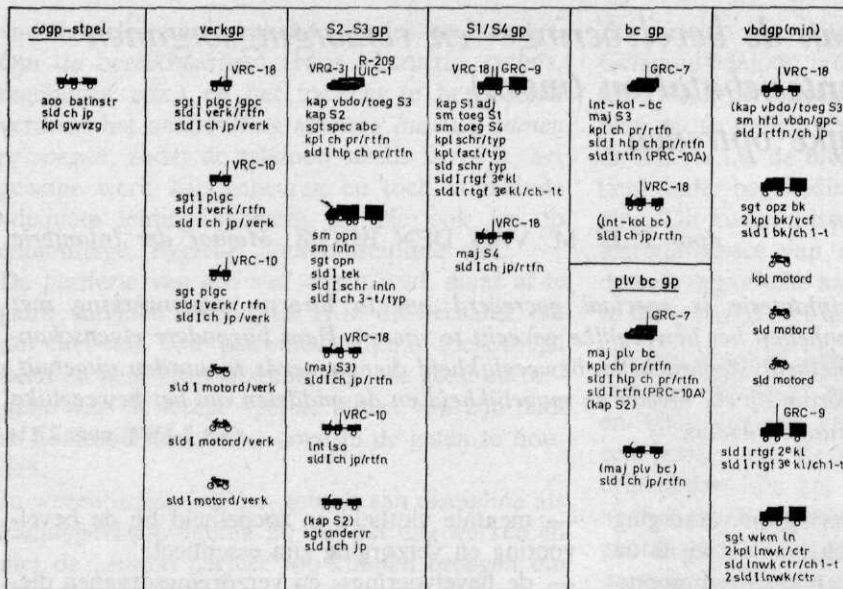 cogp-stpel
aoo batinstr
sld ch jp
kpl gwvzg
verkgp
VRC-18
sgt I plgc/gpc
sld I verk/rtfn
sld I ch jp/verk
VRC-10
sgt I plgc
sld I verk/rtfn
sld I ch jp/verk
VRC-10
sgt plgc
sld I verk/rtfn
sld I ch jp/verk
sld I motord/verk
sld I motord/verk
sld I motord/verk
S2-S3 gp
R-209
VRQ-3 UIC-1
kap vbdo/toeg S3
kap S2
sgt spec abc
kpl ch pr/rtfn
sld I hlp ch pr/rtfn
sm opn
sm inln
sgt opn
sld I tek
sld I schr inln
sld I ch 3-t/typ
VRC-18
(maj S3)
sld I ch jp/rtfn
VRC-10
lnt lso
sld I ch jp/rtfn
(kap S2)
sgt ondervr
sld I ch jp
S1/S4 gp
VRC 18 GRC-9
kap S1 adj
sm toeg S1
sm toeg S4
kpl schr/typ
kpl fact/typ
sld schr typ
sld I rtgf 3e kl
sld I rtgf 3e kl/ch-1t
VRC-18
maj S4
sld I ch jp/rtfn
bc gp
GRC-7
lnt-kol-bc
maj S3
kpl ch pr/rtfn
sld I hlp ch pr/rtfn
sld I rtfn (PRC-10A)
VRC-18
(lnt-kol bc)
sld I ch jp/rtfn
plv bc gp
GRC-7
maj plv bc
kpl ch pr/rtfn
sld I hlp ch pr/rtfn
sld I rtfn (PRC-10A)
(kap S2)
(maj plv bc)
sld I ch jp/rtfn
vbdgp (min)
VRC-18
(kap vbdo/toeg S3)
sm hfd vbdn/gpc
sld I rtfn/ch jp
sgt opz bk
2 kpl bk/vcf
sld I bk/ch 1-t
kpl motord
sld motord
sld motord
GRC-9
sld I rtgf 2e kl
sld I rtgf 3e kl/ch1-t
sgt wkm ln
2 kpl lnwk/ctr
sld lnwk ctr/ch 1-t
2 sld I lnwk/ctr